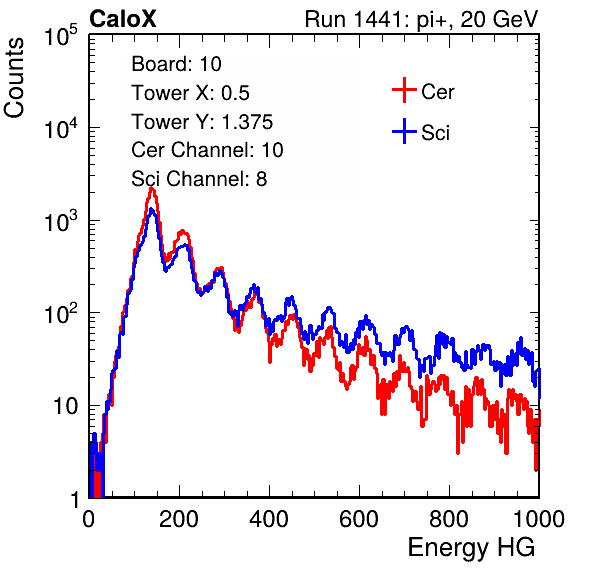 CaloX Run 1441: pi+, 20 GeV
Counts
10^5
10^4
10^3
10^2
10
1
Board: 10
Tower X: 0.5
Tower Y: 1.375
Cer Channel: 10
Sci Channel: 8
Cer
Sci
0 200 400 600 800 1000
Energy HG